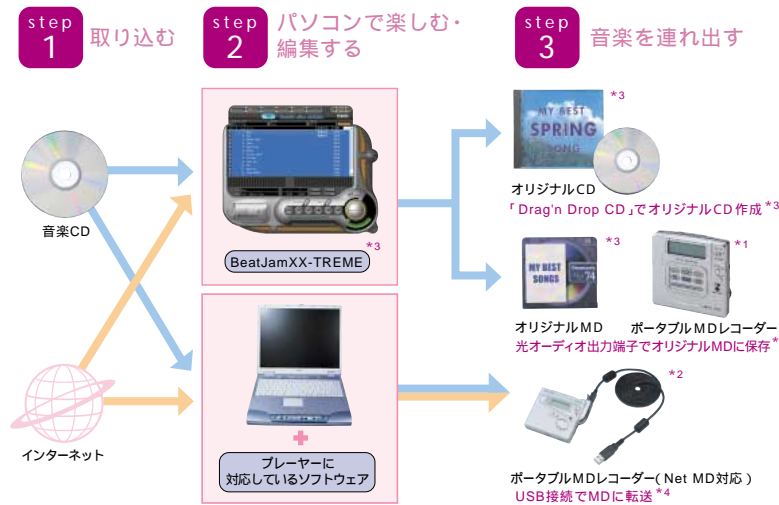 step
1
取り込む
step
2
パソコンで楽しむ・
編集する
step
3
音楽を連れ出す
音楽CD
インターネット
*3
BeatJamXX-TREME
プレーヤーに
対応しているソフトウェア
*3
MY BEST
SPRING
SONG
オリジナルCD
「Drag'n Drop CD」でオリジナルCD作成*3
*3
MY BEST
SONGS
Panasonic
74
*1
オリジナルMD
ポータブルMDレコーダー
光オーディオ出力端子でオリジナルMDに保存*
*2
ポータブルMDレコーダー(Net MD対応)
USB接続でMDに転送*4